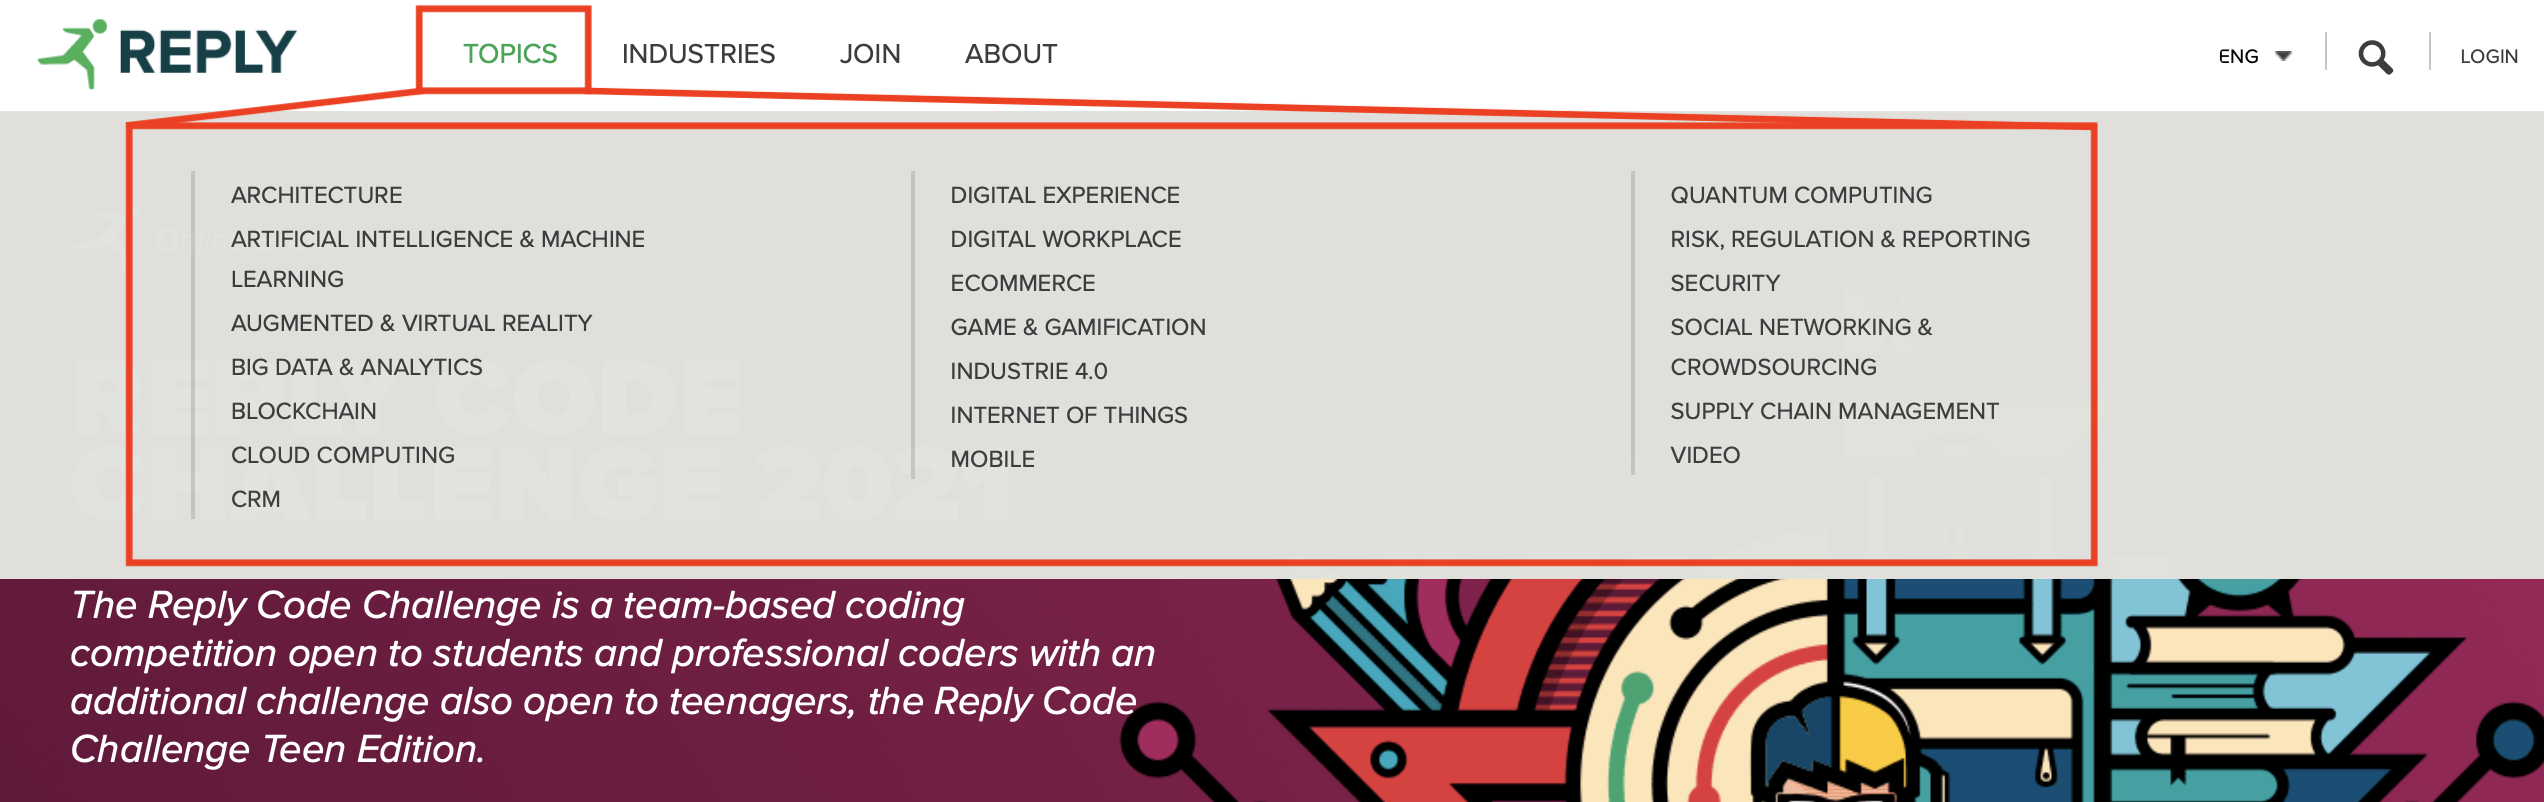 REPLY
TOPICS
INDUSTRIES
JOIN
ABOUT
ENG
LOGIN
ARCHITECTURE
ARTIFICIAL INTELLIGENCE & MACHINE
LEARNING
AUGMENTED & VIRTUAL REALITY
BIG DATA & ANALYTICS
BLOCKCHAIN
CLOUD COMPUTING
CRM
DIGITAL EXPERIENCE
DIGITAL WORKPLACE
ECOMMERCE
GAME & GAMIFICATION
INDUSTRIE 4.0
INTERNET OF THINGS
MOBILE
QUANTUM COMPUTING
RISK, REGULATION & REPORTING
SECURITY
SOCIAL NETWORKING &
CROWDSOURCING
SUPPLY CHAIN MANAGEMENT
VIDEO
REPLY CODE
CHALLENGE 2021
The Reply Code Challenge is a team-based coding
competition open to students and professional coders with an
additional challenge also open to teenagers, the Reply Code
Challenge Teen Edition.